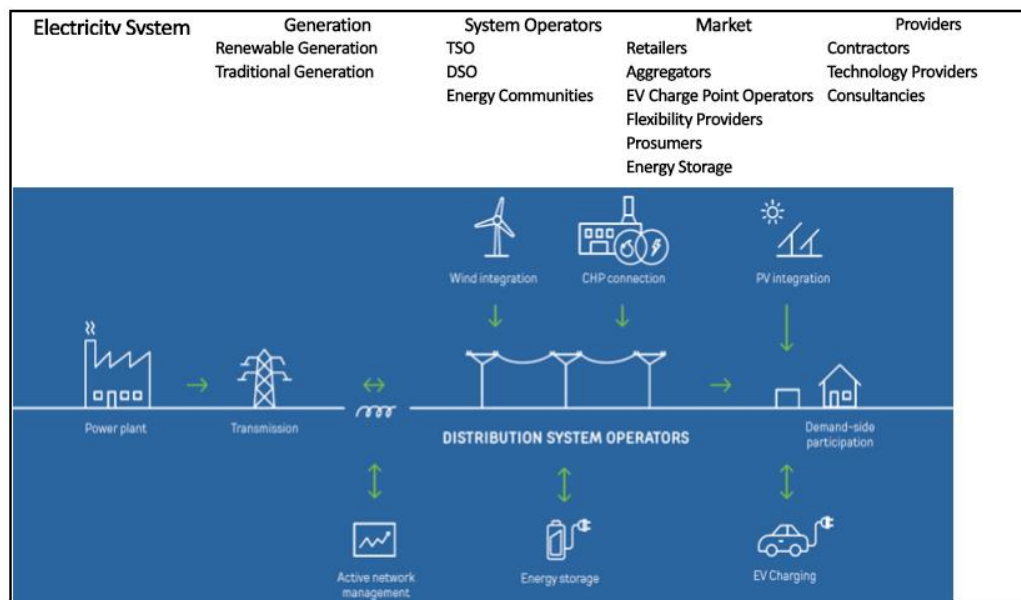 Electricity System
Generation
Renewable Generation
Traditional Generation
System Operators
TSO
DSO
Energy Communities
Market
Retailers
Aggregators
EV Charge Point Operators
Flexibility Providers
Prosumers
Energy Storage
Providers
Contractors
Technology Providers
Consultancies
Wind integration
CHP connection
PV integration
Power plant
Transmission
DISTRIBUTION SYSTEM OPERATORS
Demand-side
participation
Active network
management
Energy storage
EV Charging